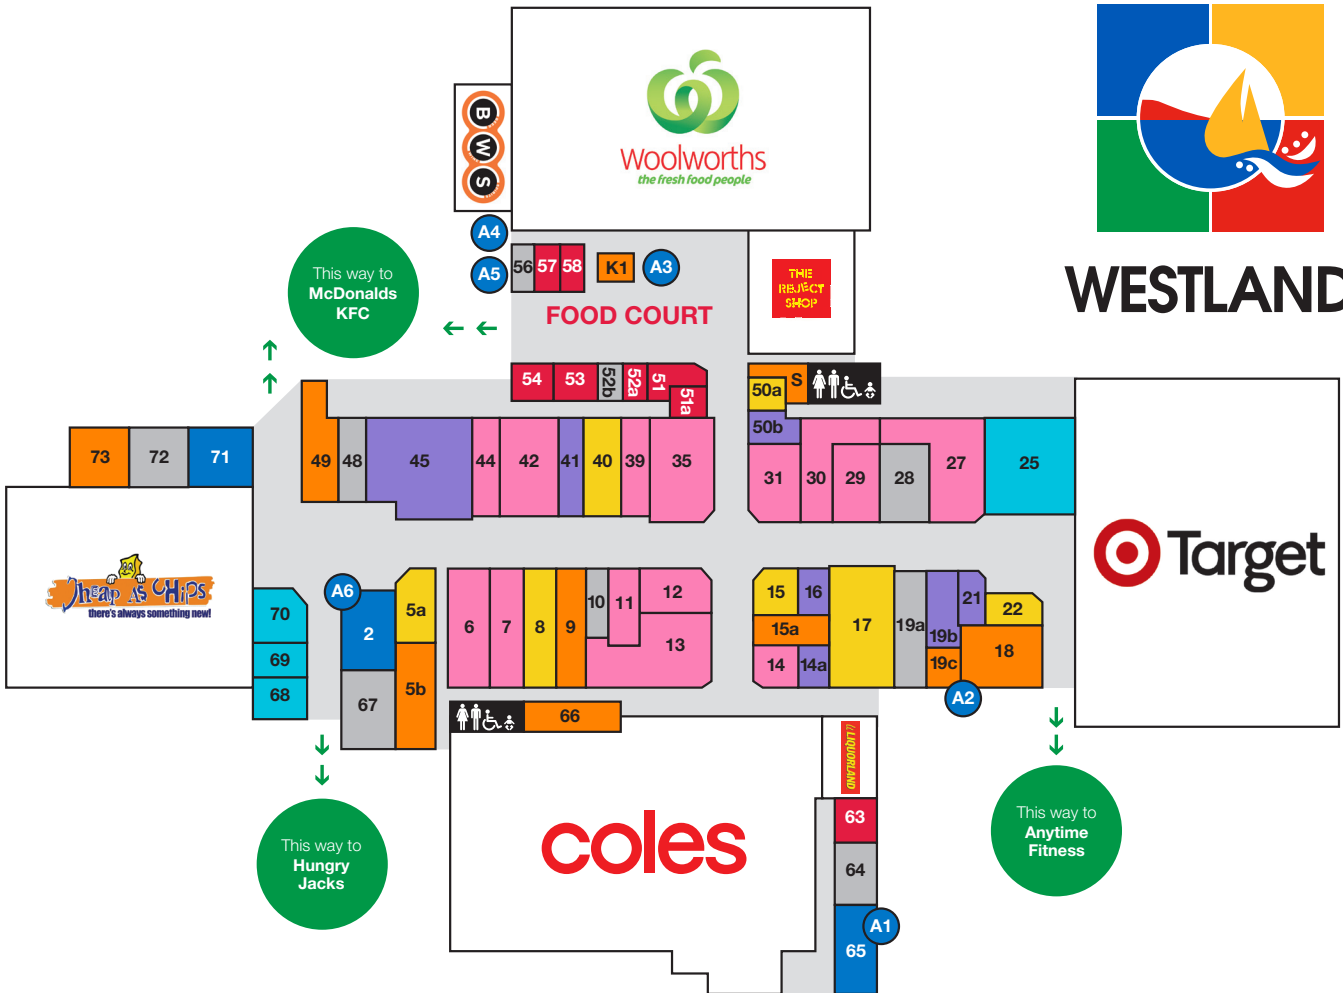 B
W
S
Woolworths
the fresh food people
WESTLAND
A4
A5
56
57
58
K1
A3
THE
REJECT
SHOP
This way to
McDonalds
KFC
FOOD COURT
54
53
52b
52a
51
51a
50a
S
50b
73
72
71
49
48
45
44
42
41
40
39
35
31
30
29
28
27
25
Target
Cheap AS CHiPs
there's always something new!
70
69
68
A6
2
67
5a
5b
6
7
8
9
10
11
12
13
15
16
15a
14
14a
17
19a
19b
19c
21
22
18
A2
66
LIQUORLAND
coles
63
64
65
A1
This way to
Hungry
Jacks
This way to
Anytime
Fitness